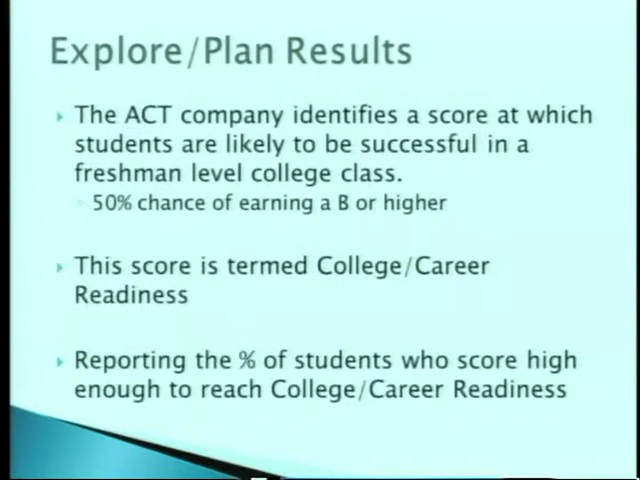 Explore/Plan Results
The ACT company identifies a score at which
students are likely to be successful in a
freshman level college class.
50% chance of earning a B or higher
This score is termed College/Career
Readiness
Reporting the % of students who score high
enough to reach College/Career Readiness